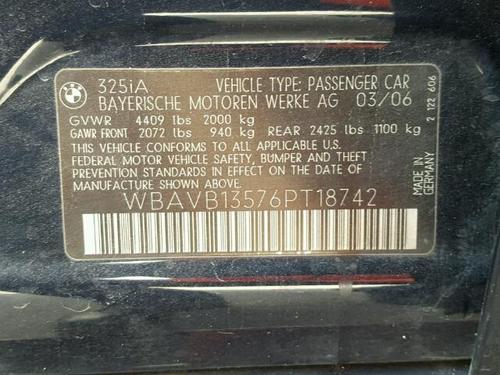 BMW
325iA VEHICLE TYPE: PASSENGER CAR
BAYERISCHE MOTOREN WERKE AG 03/06
GVWR 4409 lbs 2000 kg
GAWR FRONT 2072 lbs 940 kg REAR 2425 lbs 1100 kg
THIS VEHICLE CONFORMS TO ALL APPLICABLE U.S.
FEDERAL MOTOR VEHICLE SAFETY, BUMPER AND THEFT
PREVENTION STANDARDS IN EFFECT ON THE DATE OF
MANUFACTURE SHOWN ABOVE.
WBAVB13576PT18742
2 122 606
MADE IN
GERMANY